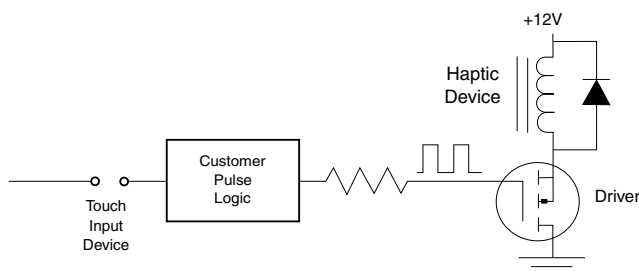 +12V
Haptic
Device
Customer
Pulse
Logic
Touch
Input
Device
Driver